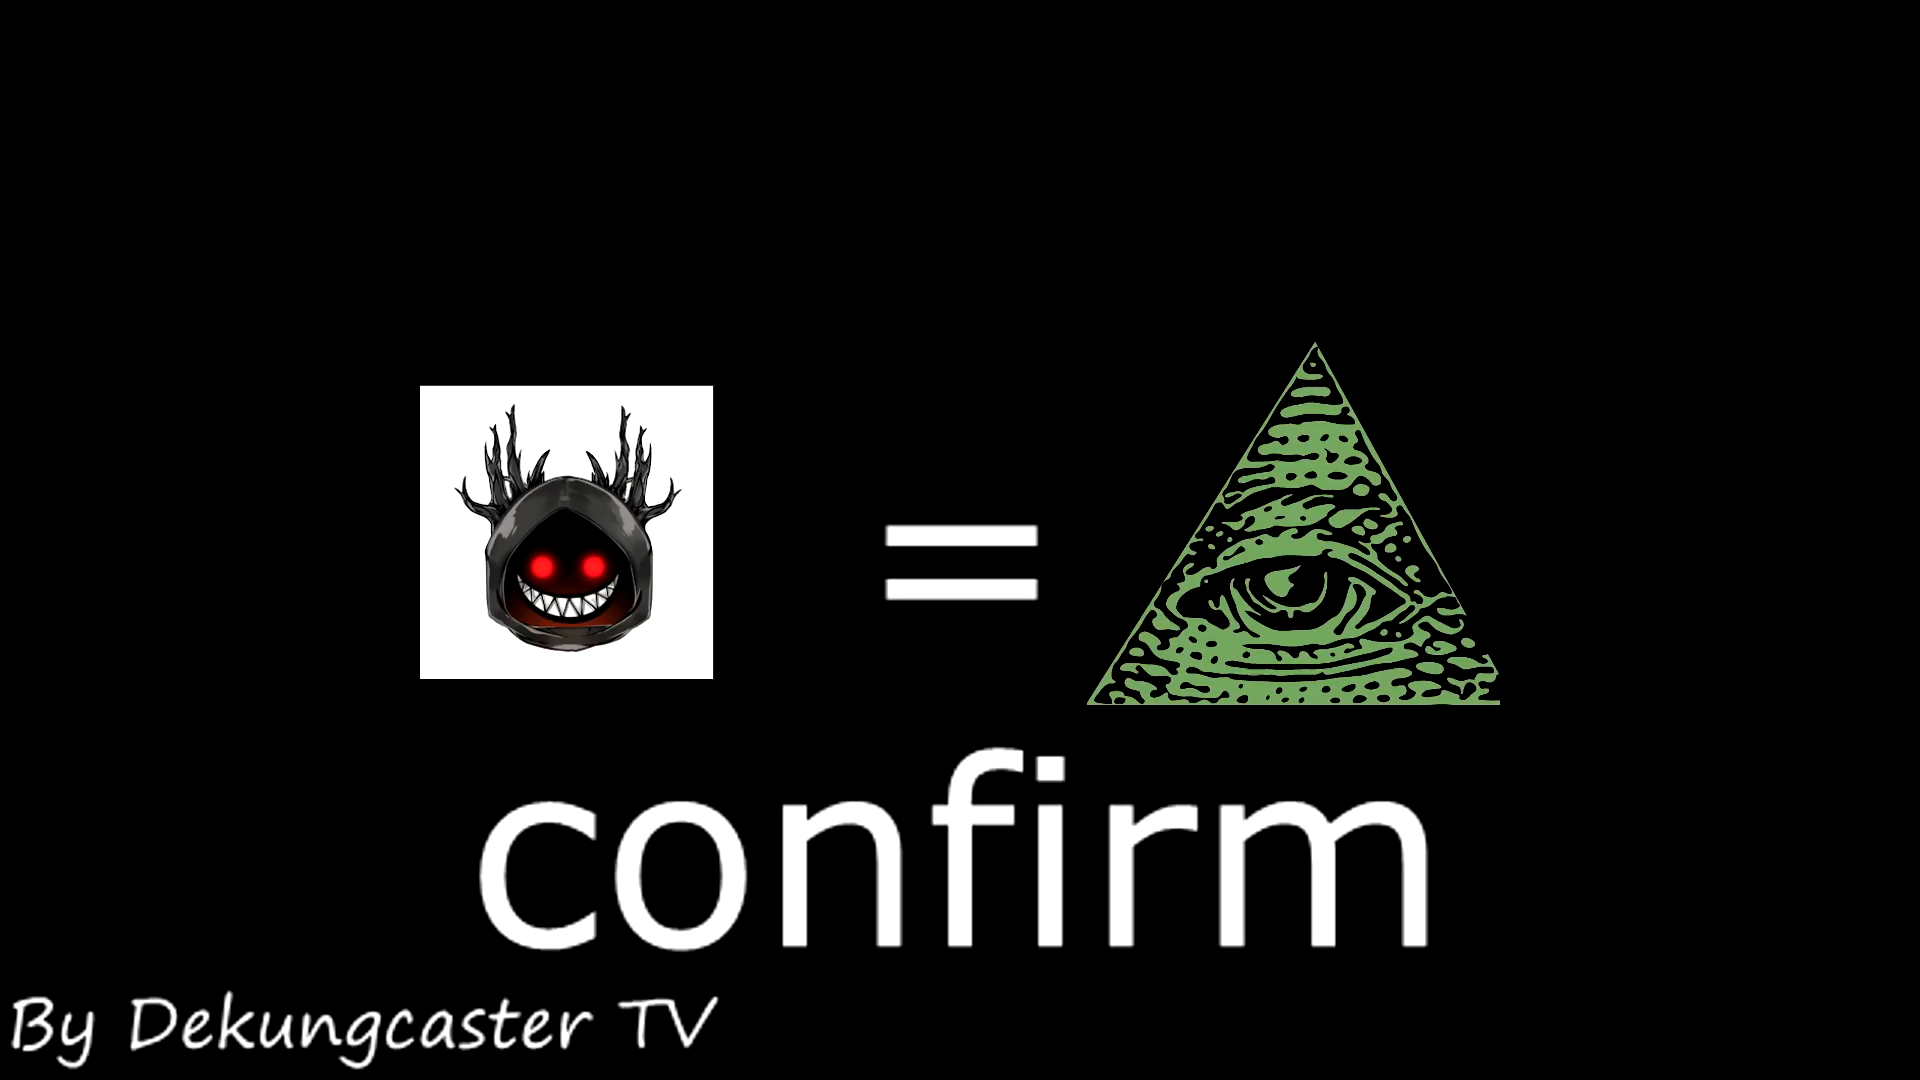 =
confirm
By Dekungcaster TV